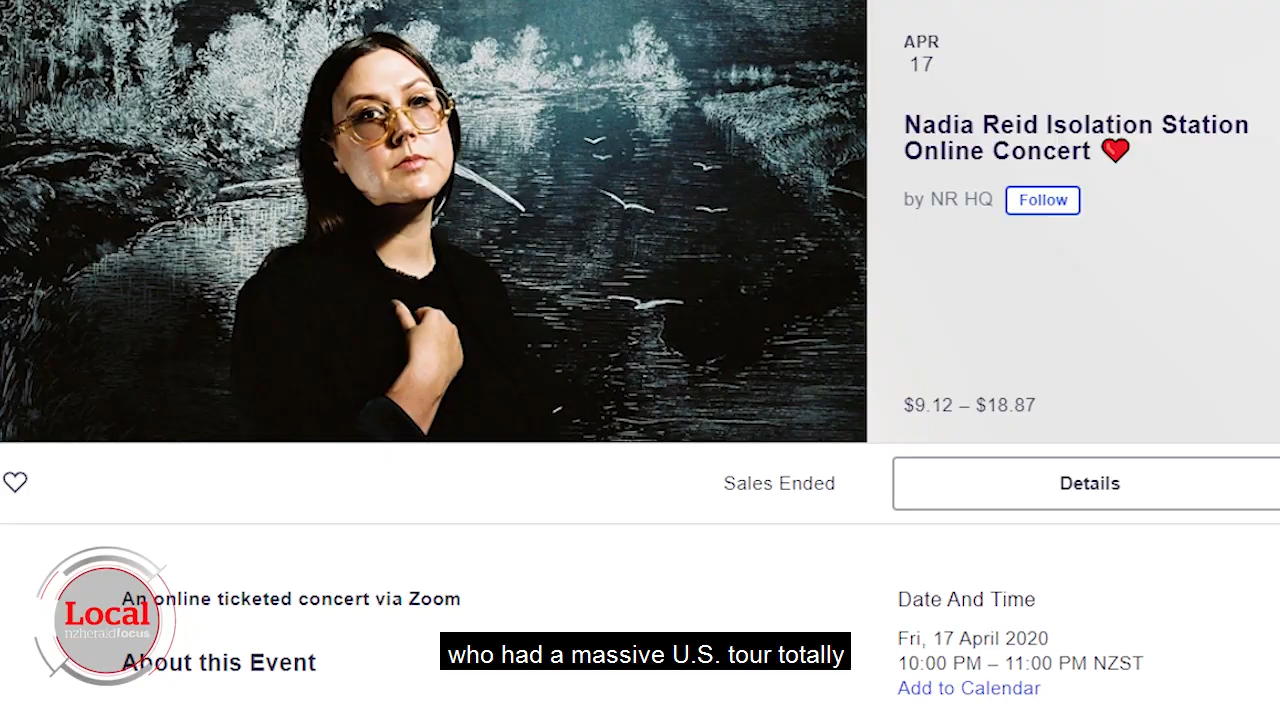 APR
17
Nadia Reid Isolation Station
Online Concert ❤️
by NR HQ Follow
$9.12 – $18.87
Sales Ended
Details
An online ticketed concert via Zoom
Date And Time
Local
nzheraldfocus
About this Event
who had a massive U.S. tour totally
Fri, 17 April 2020
10:00 PM – 11:00 PM NZST
Add to Calendar